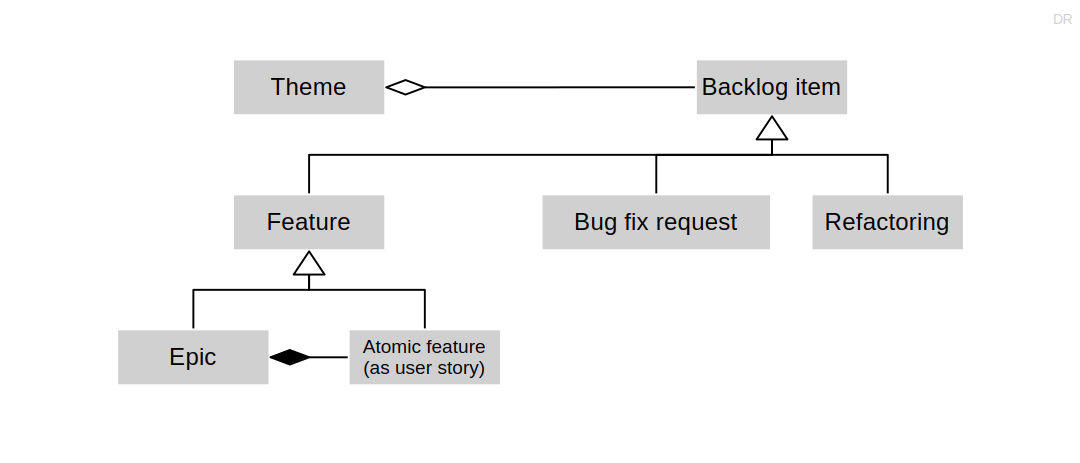 DR
Theme
Backlog item
Feature
Bug fix request
Refactoring
Epic
Atomic feature
(as user story)